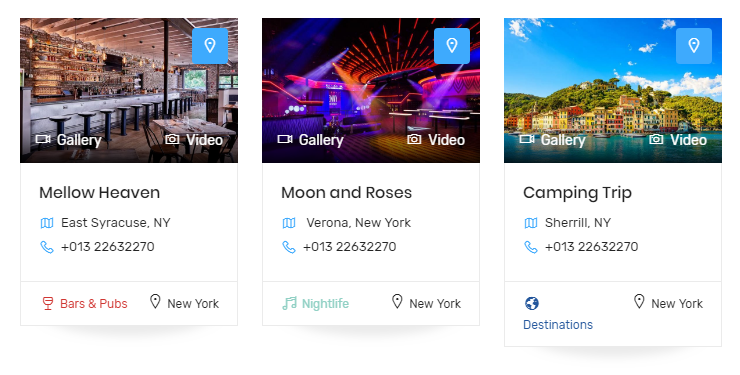 Gallery
Video
Mellow Heaven
East Syracuse, NY
+013 22632270
Bars & Pubs
New York
Gallery
Video
Moon and Roses
Verona, New York
+013 22632270
Nightlife
New York
Gallery
Video
Camping Trip
Sherrill, NY
+013 22632270
Destinations
New York